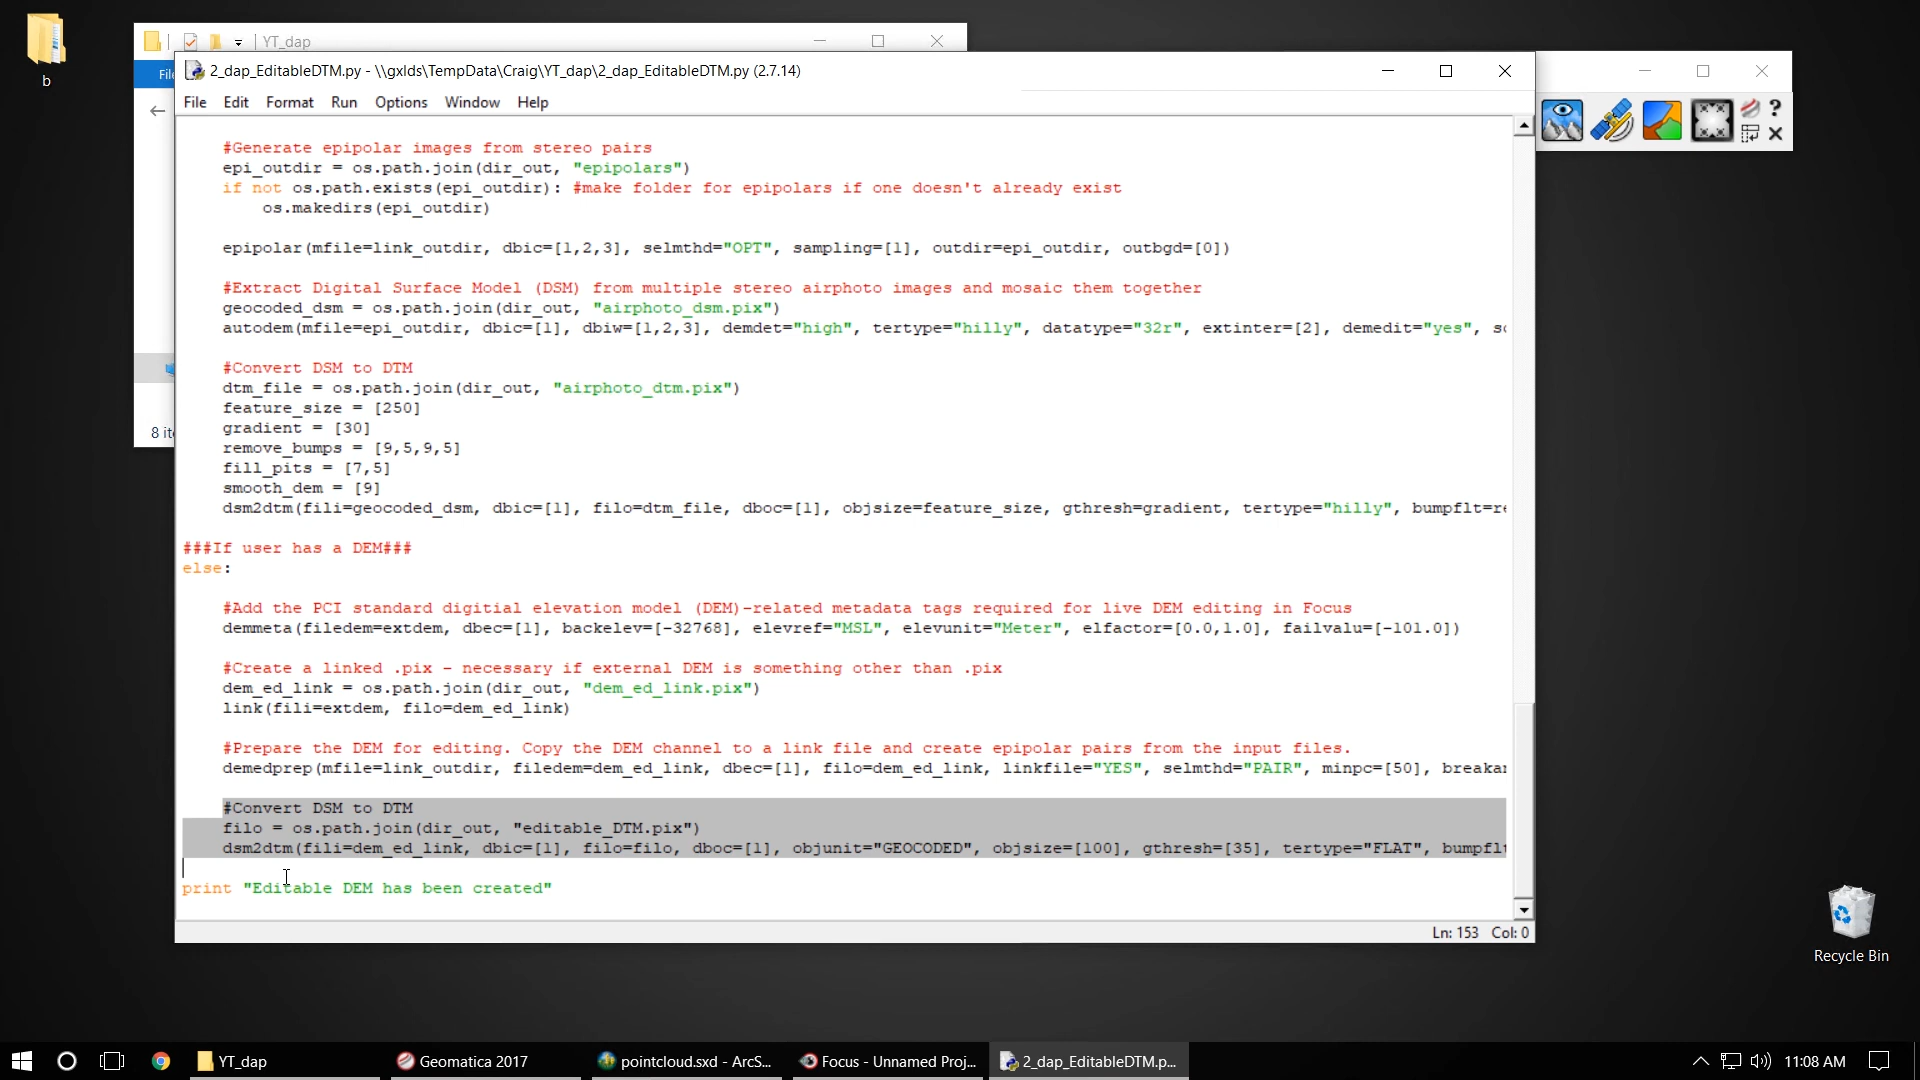 b
YT_dap
2_dap_EditableDTM.py - \\gxlds\TempData\Craig\YT_dap\2_dap_EditableDTM.py (2.7.14)
File Edit Format Run Options Window Help
#Generate epipolar images from stereo pairs
epi_outdir = os.path.join(dir_out, "epipolars")
if not os.path.exists(epi_outdir): #make folder for epipolars if one doesn't already exist
os.makedirs(epi_outdir)
epipolar(mfile=link_outdir, dbic=[1,2,3], selmthd="OPT", sampling=[1], outdir=epi_outdir, outbgd=[0])
#Extract Digital Surface Model (DSM) from multiple stereo airphoto images and mosaic them together
geocoded_dsm = os.path.join(dir_out, "airphoto_dsm.pix")
autodem(mfile=epi_outdir, dbic=[1], dbiw=[1,2,3], demdet="high", tertype="hilly", datatype="32r", extinter=[2], demedit="yes",
#Convert DSM to DTM
dtm_file = os.path.join(dir_out, "airphoto_dtm.pix")
feature_size = [250]
gradient = [30]
remove_bumps = [9,5,9,5]
fill_pits = [7,5]
smooth_dem = [9]
8 it
dsm2dtm(fili=geocoded_dsm, dbic=[1], filo=dtm_file, dboc=[1], objsize=feature_size, gthresh=gradient, tertype="hilly", bumpflt=re
###If user has a DEM###
else:
#Add the PCI standard digitial elevation model (DEM)-related metadata tags required for live DEM editing in Focus
demmeta(filedem=extdem, dbec=[1], backelev=[-32768], elevref="MSL", elevunit="Meter", elfactor=[0.0,1.0], failvalu=[-101.0])
#Create a linked .pix - necessary if external DEM is something other than .pix
dem_ed_link = os.path.join(dir_out, "dem_ed_link.pix")
link(fili=extdem, filo=dem_ed_link)
#Prepare the DEM for editing. Copy the DEM channel to a link file and create epipolar pairs from the input files.
demedprep(mfile=link_outdir, filedem=dem_ed_link, dbec=[1], filo=dem_ed_link, linkfile="YES", selmthd="PAIR", minpc=[50], breaka
#Convert DSM to DTM
filo = os.path.join(dir_out, "editable_DTM.pix")
dsm2dtm(fili=dem_ed_link, dbic=[1], filo=filo, dboc=[1], objunit="GEOCODED", objsize=[100], gthresh=[35], tertype="FLAT", bumpflt
print "Editable DEM has been created"
Ln: 153 Col: 0
Recycle Bin
YT_dap
Geomatica 2017
pointcloud.sxd - ArcS...
Focus - Unnamed Proj...
2_dap_EditableDTM.p...
11:08 AM